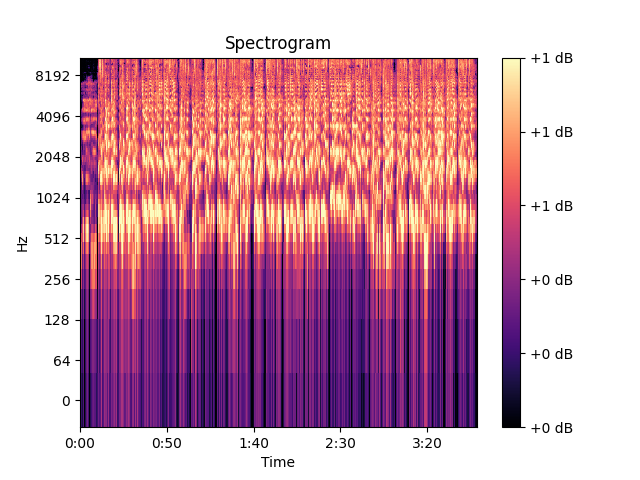 Spectrogram
8192
4096
2048
1024
512
256
128
64
0
Hz
0:00 0:50 1:40 2:30 3:20
Time
+1 dB
+1 dB
+1 dB
+0 dB
+0 dB
+0 dB